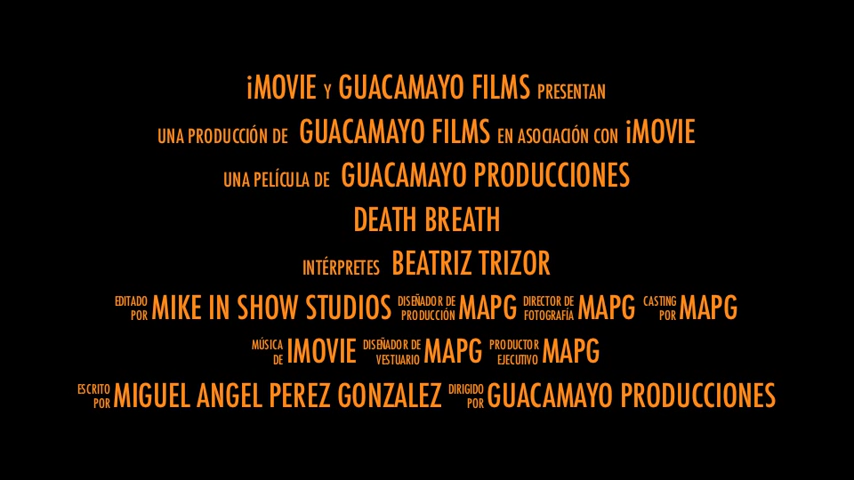 iMOVIE Y GUACAMAYO FILMS PRESENTAN
UNA PRODUCCIÓN DE GUACAMAYO FILMS EN ASOCIACIÓN CON iMOVIE
UNA PELÍCULA DE GUACAMAYO PRODUCCIONES
DEATH BREATH
INTÉRPRETES BEATRIZ TRIZOR
EDITADO POR MIKE IN SHOW STUDIOS DISEÑADOR DE PRODUCCIÓN MAPG DIRECTOR DE FOTOGRAFÍA MAPG CASTING POR MAPG
MÚSICA DE IMOVIE DISEÑADOR DE VESTUARIO MAPG PRODUCTOR EJECUTIVO MAPG
ESCRITO POR MIGUEL ANGEL PEREZ GONZALEZ DIRIGIDO POR GUACAMAYO PRODUCCIONES